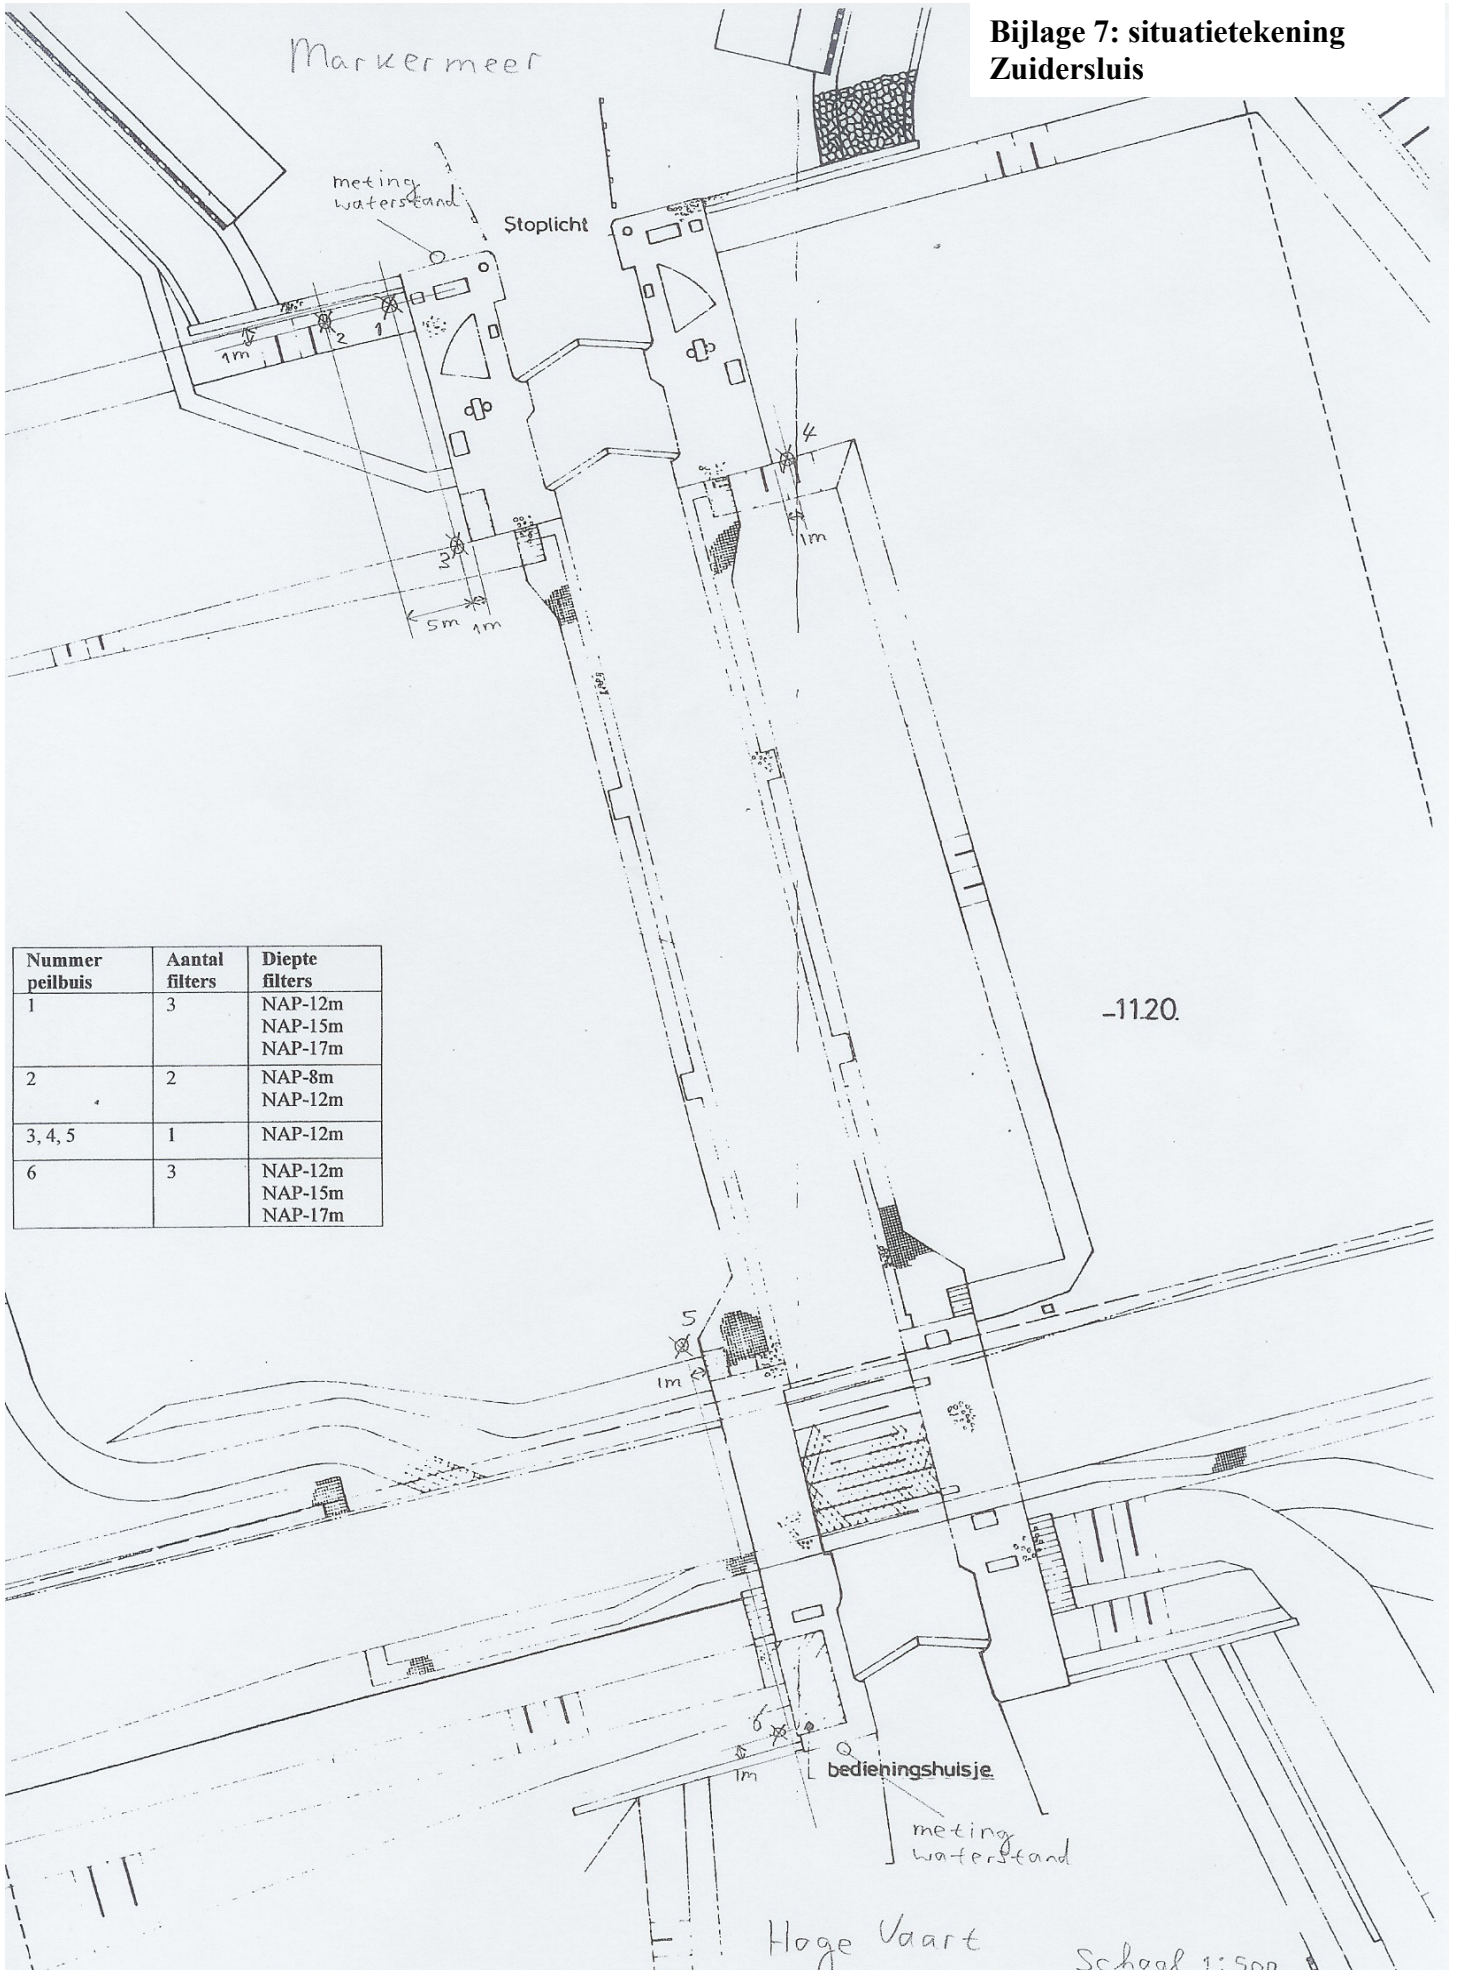 Bijlage 7: situatietekening
Zuidersluis
Markermeer
meting
waterstand
Stoplicht
1
2
1m
4
1m
3
5m 1m
Nummer peilbuis Aantal filters Diepte filters
1 3 NAP-12m
NAP-15m
NAP-17m
2 2 NAP-8m
NAP-12m
3, 4, 5 1 NAP-12m
6 3 NAP-12m
NAP-15m
NAP-17m
-11.20.
5
1m
6
1m
bedieningshuisje
meting
waterstand
Hoge Vaart
Schaal 1:500